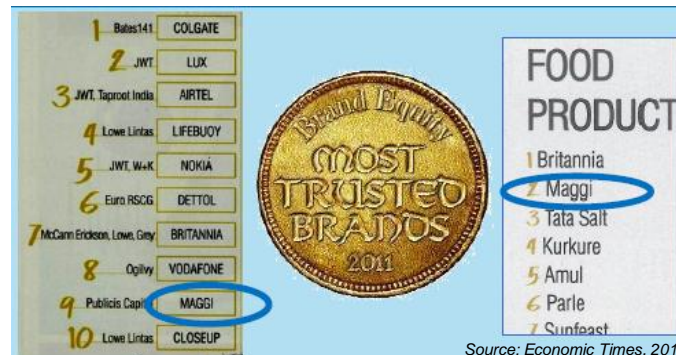 1 Bates141 COLGATE
2 JWT LUX
3 JWT, Taproot India AIRTEL
4 Lowe Lintas LIFEBUOY
5 JWT, W+K NOKIA
6 Euro RSCG DETTOL
7 McCann Erickson, Lowe, Grey BRITANNIA
8 Ogilvy VODAFONE
9 Publicis Capital MAGGI
10 Lowe Lintas CLOSEUP
Brand Equity
MOST
TRUSTED
BRANDS
2011
FOOD
PRODUCT
1 Britannia
2 Maggi
3 Tata Salt
4 Kurkure
5 Amul
6 Parle
7 Sunfeast
Source: Economic Times, 201